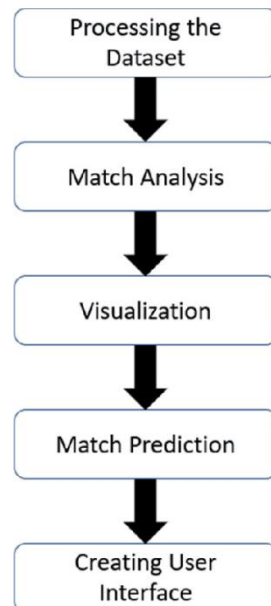 Processing the
Dataset
Match Analysis
Visualization
Match Prediction
Creating User
Interface